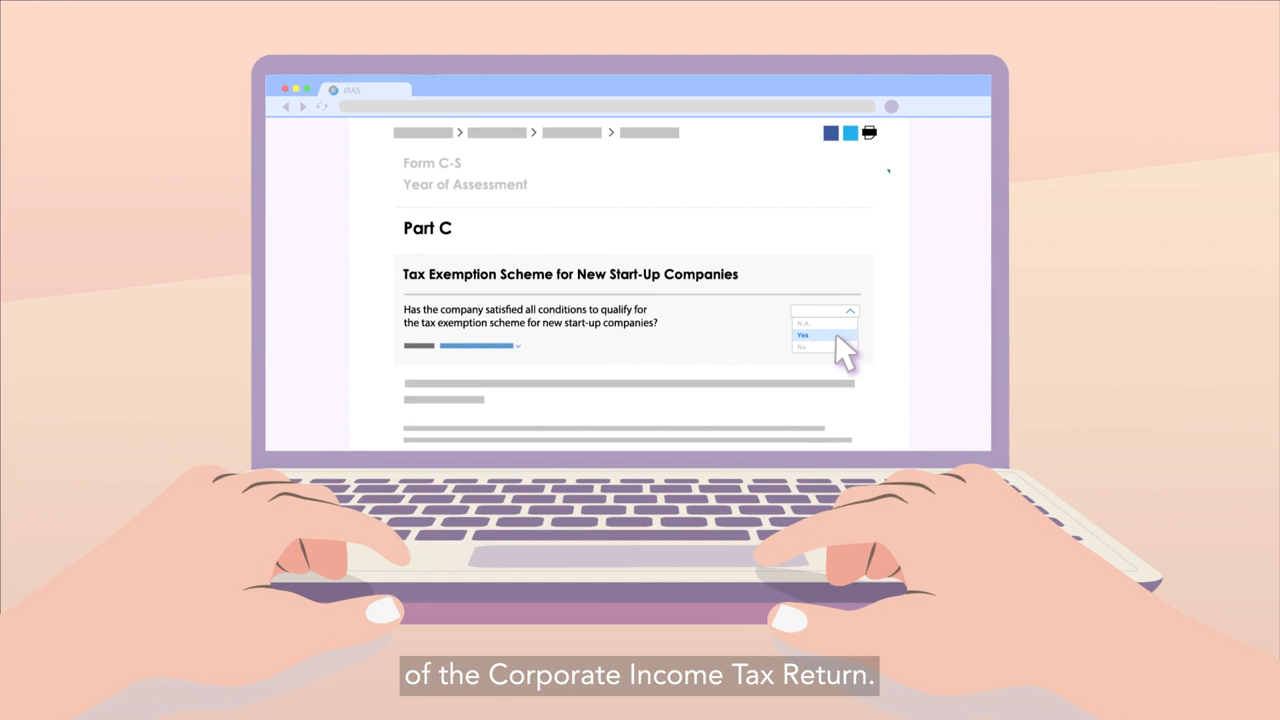 IRAS
Form C-S
Year of Assessment
Part C
Tax Exemption Scheme for New Start-Up Companies
Has the company satisfied all conditions to qualify for
the tax exemption scheme for new start-up companies?
N.A.
Yes
No
of the Corporate Income Tax Return.